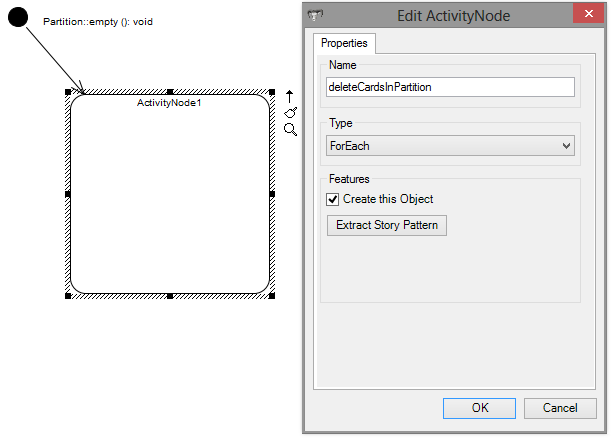 Partition::empty (): void
ActivityNode1
Edit ActivityNode
Properties
Name
deleteCardsInPartition
Type
ForEach
Features
Create this Object
Extract Story Pattern
OK
Cancel